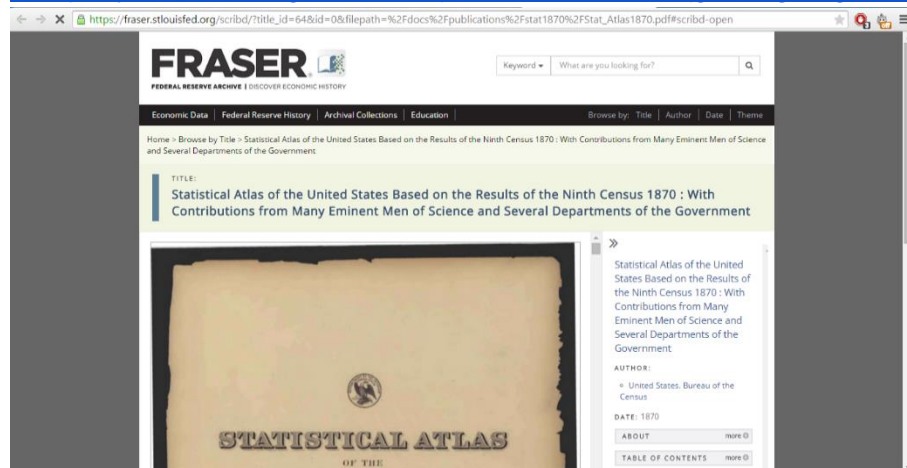 https://fraser.stlouisfed.org/scribd/?title_id=64&id=0&filepath=%2Fdocs%2Fpublications%2Fstat1870%2FStat_Atlas1870.pdf#scribd-open
FRASER
FEDERAL RESERVE ARCHIVE | DISCOVER ECONOMIC HISTORY
Keyword What are you looking for?
Economic Data | Federal Reserve History | Archival Collections | Education | Browse by: Title | Author | Date | Theme
Home > Browse by Title > Statistical Atlas of the United States Based on the Results of the Ninth Census 1870 : With Contributions from Many Eminent Men of Science
and Several Departments of the Government
TITLE:
Statistical Atlas of the United States Based on the Results of the Ninth Census 1870 : With
Contributions from Many Eminent Men of Science and Several Departments of the Government
STATISTICAL ATLAS
OF THE
Statistical Atlas of the United
States Based on the Results of
the Ninth Census 1870 : With
Contributions from Many
Eminent Men of Science and
Several Departments of the
Government
AUTHOR:
United States. Bureau of the
Census
DATE: 1870
ABOUT more
TABLE OF CONTENTS more